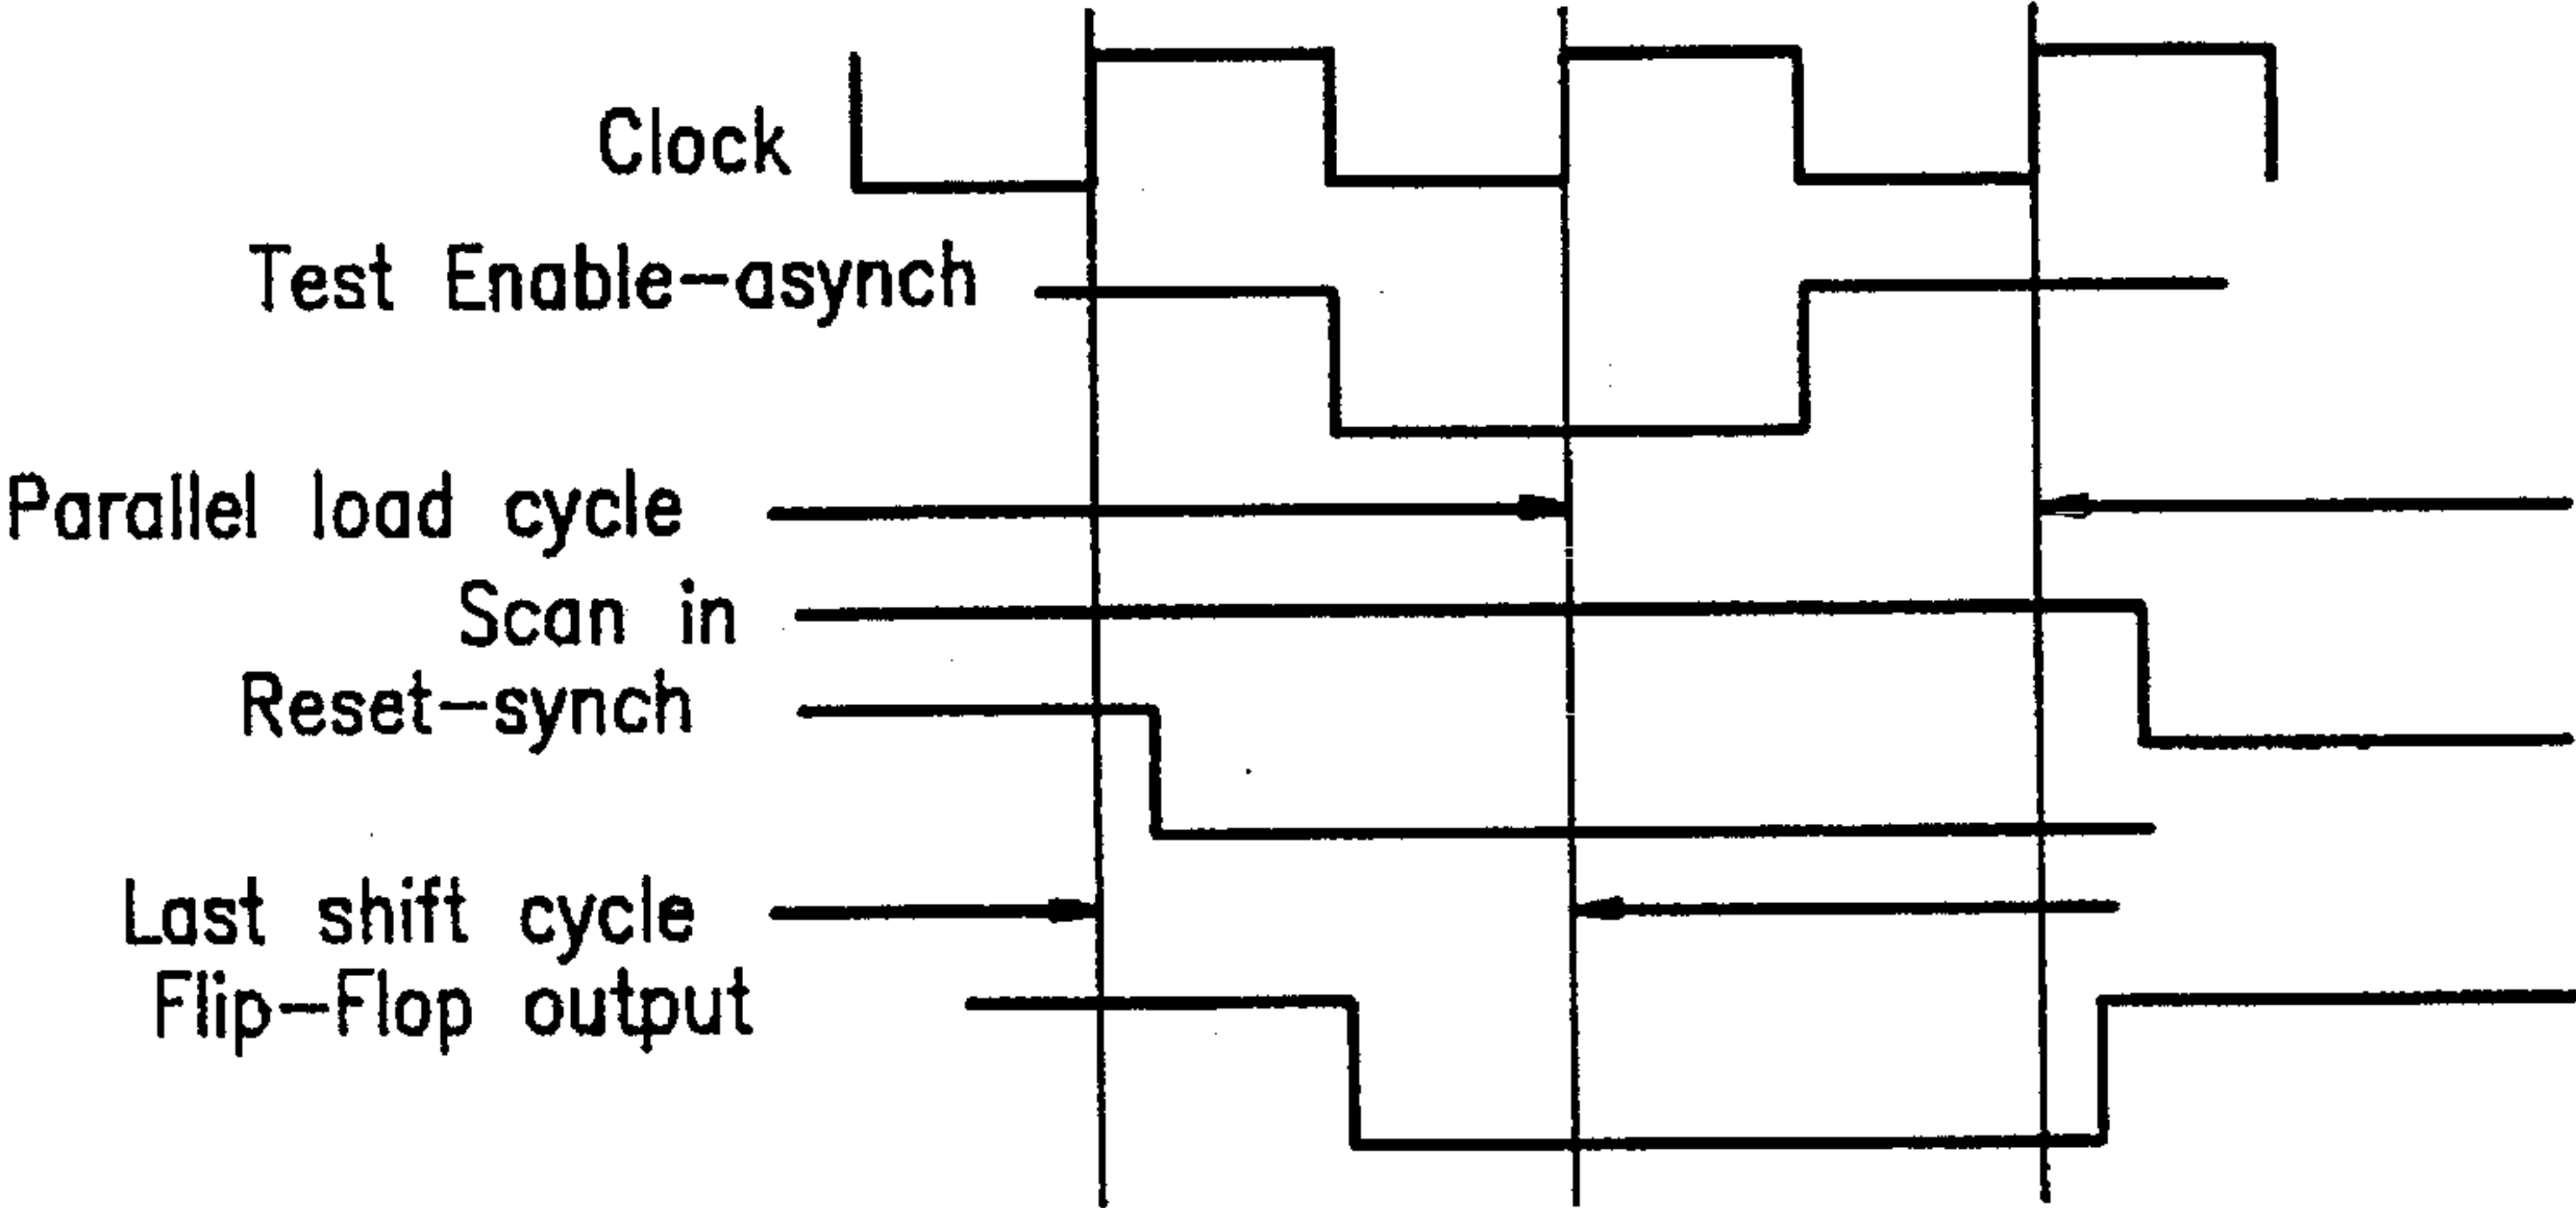 Clock
Test Enable-asynch
Parallel load cycle
Scan in
Reset-synch
Last shift cycle
Flip-Flop output